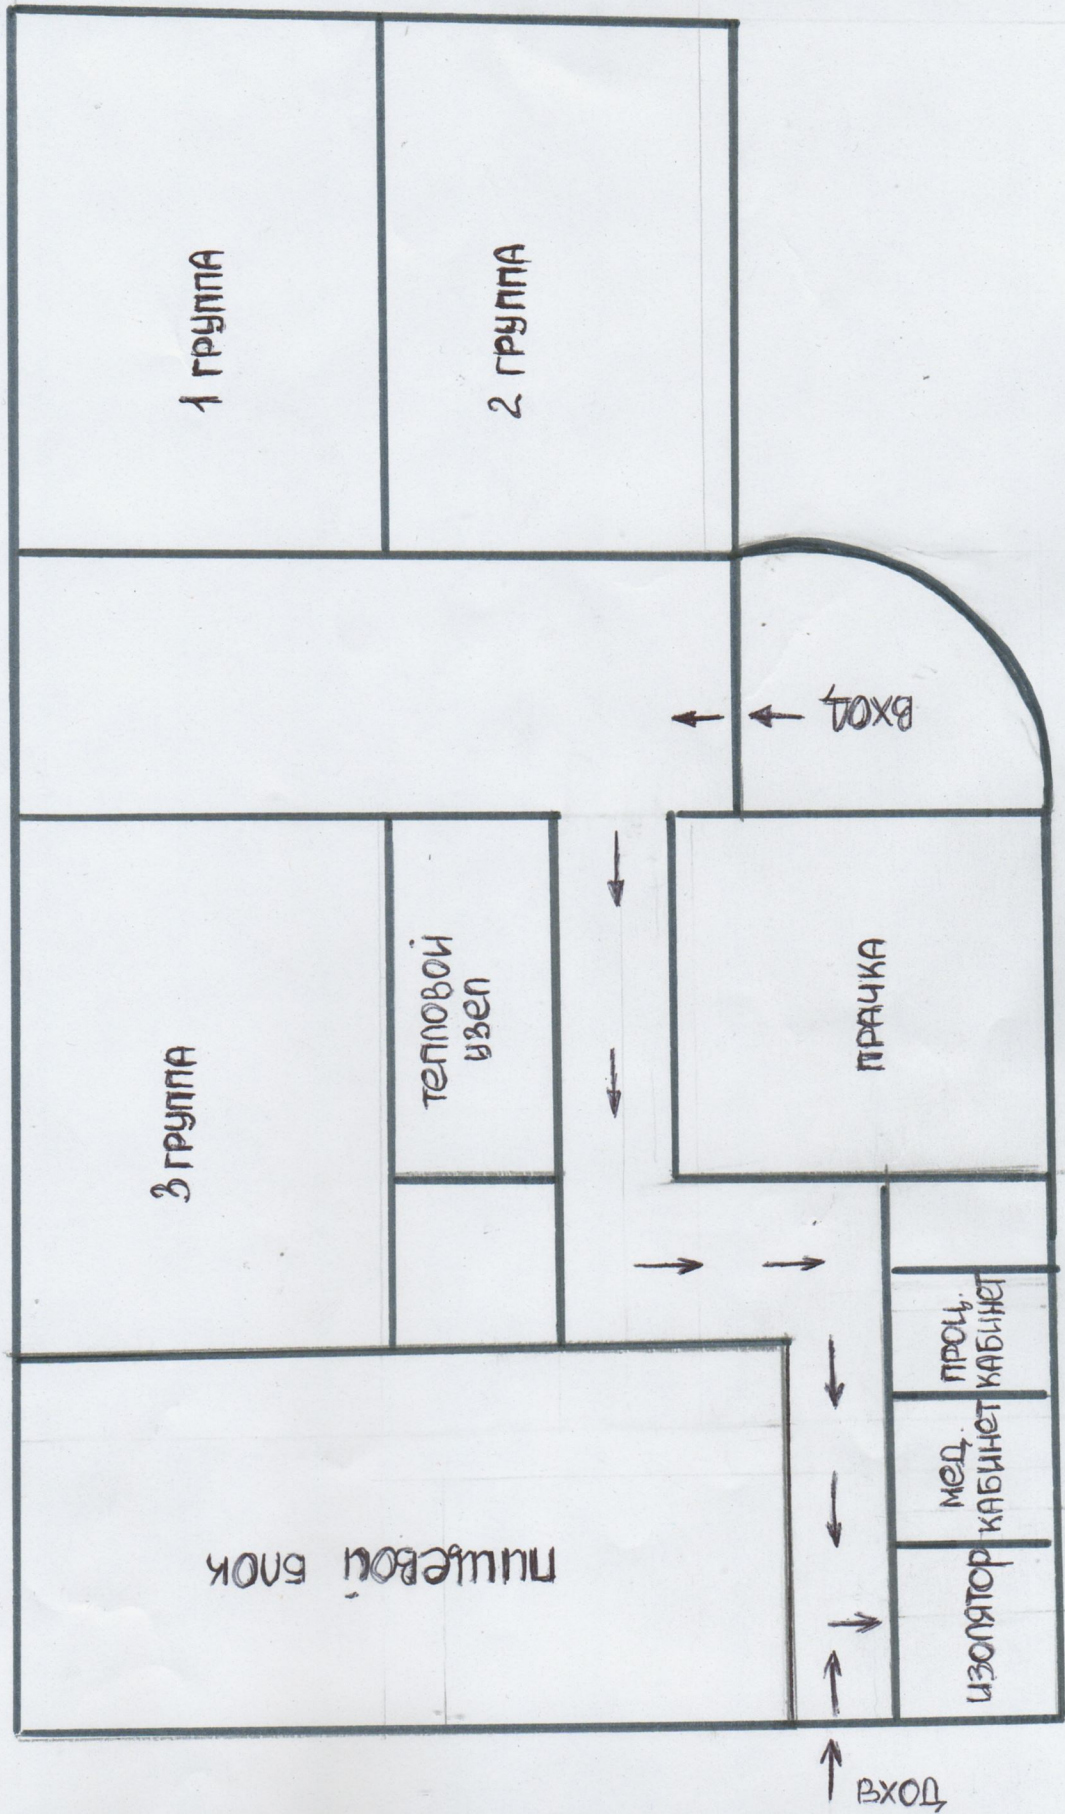 1 ГРУППА
2 ГРУППА
ВХОД
3 ГРУППА
ТЕПЛОВОЙ
УЗЕЛ
ПРАЧКА
ПИЩЕВОЙ БЛОК
ПРОЦ.
КАБИНЕТ
МЕД.
КАБИНЕТ
ИЗОЛЯТОР
ВХОД